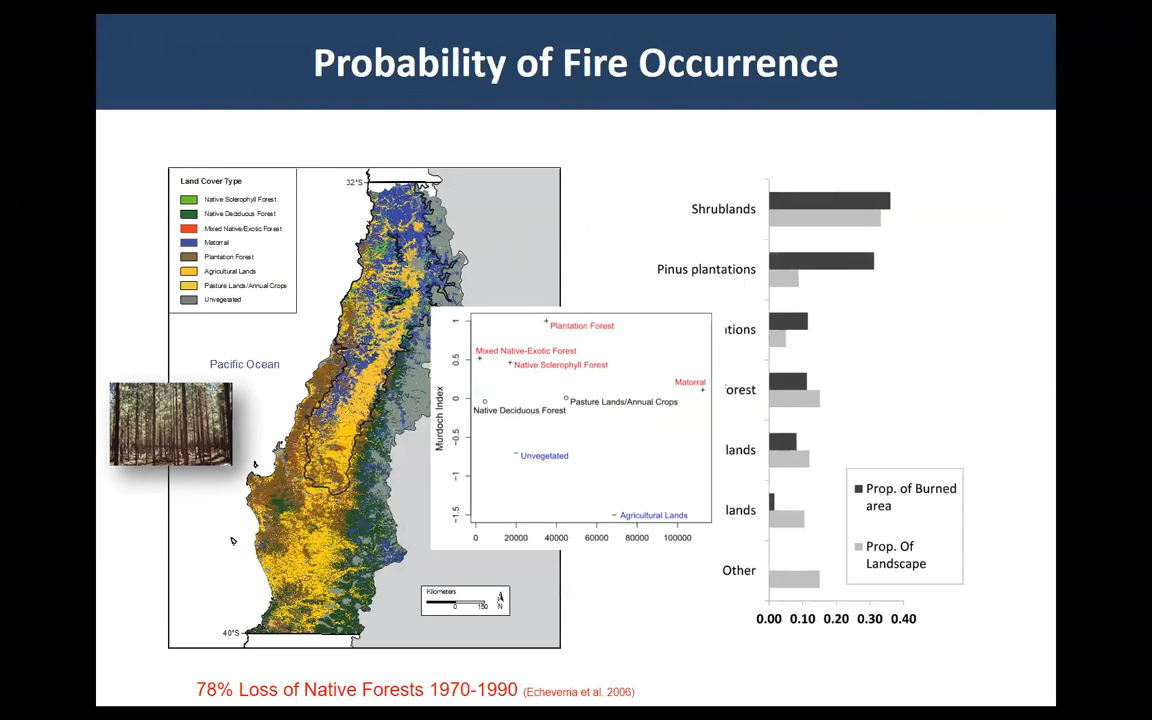 Probability of Fire Occurrence
Land Cover Type
Native Sclerophyll Forest
Native Deciduous Forest
Mixed Native/Exotic Forest
Matorral
Plantation Forest
Agricultural Lands
Pasture Lands/Annual Crops
Unvegetated
32°S
Pacific Ocean
40°S
Kilometers
0 150
N
Murdoch Index
1
0.5
0
−0.5
−1
−1.5
Plantation Forest
Mixed Native-Exotic Forest
Native Sclerophyll Forest
Matorral
Pasture Lands/Annual Crops
Native Deciduous Forest
Unvegetated
Agricultural Lands
0 20000 40000 60000 80000 100000
Shrublands
Pinus plantations
tions
orest
lands
lands
Other
Prop. of Burned
area
Prop. Of
Landscape
0.00 0.10 0.20 0.30 0.40
78% Loss of Native Forests 1970-1990 (Echeverria et al. 2006)